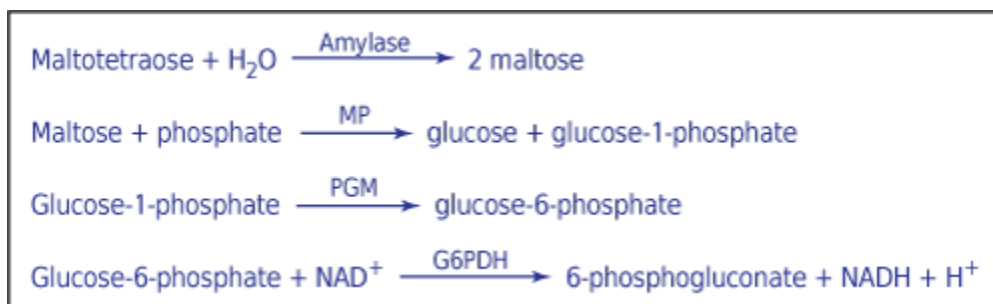 Maltotetraose + H₂O Amylase → 2 maltose
Maltose + phosphate MP → glucose + glucose-1-phosphate
Glucose-1-phosphate PGM → glucose-6-phosphate
Glucose-6-phosphate + NAD⁺ G6PDH → 6-phosphogluconate + NADH + H⁺